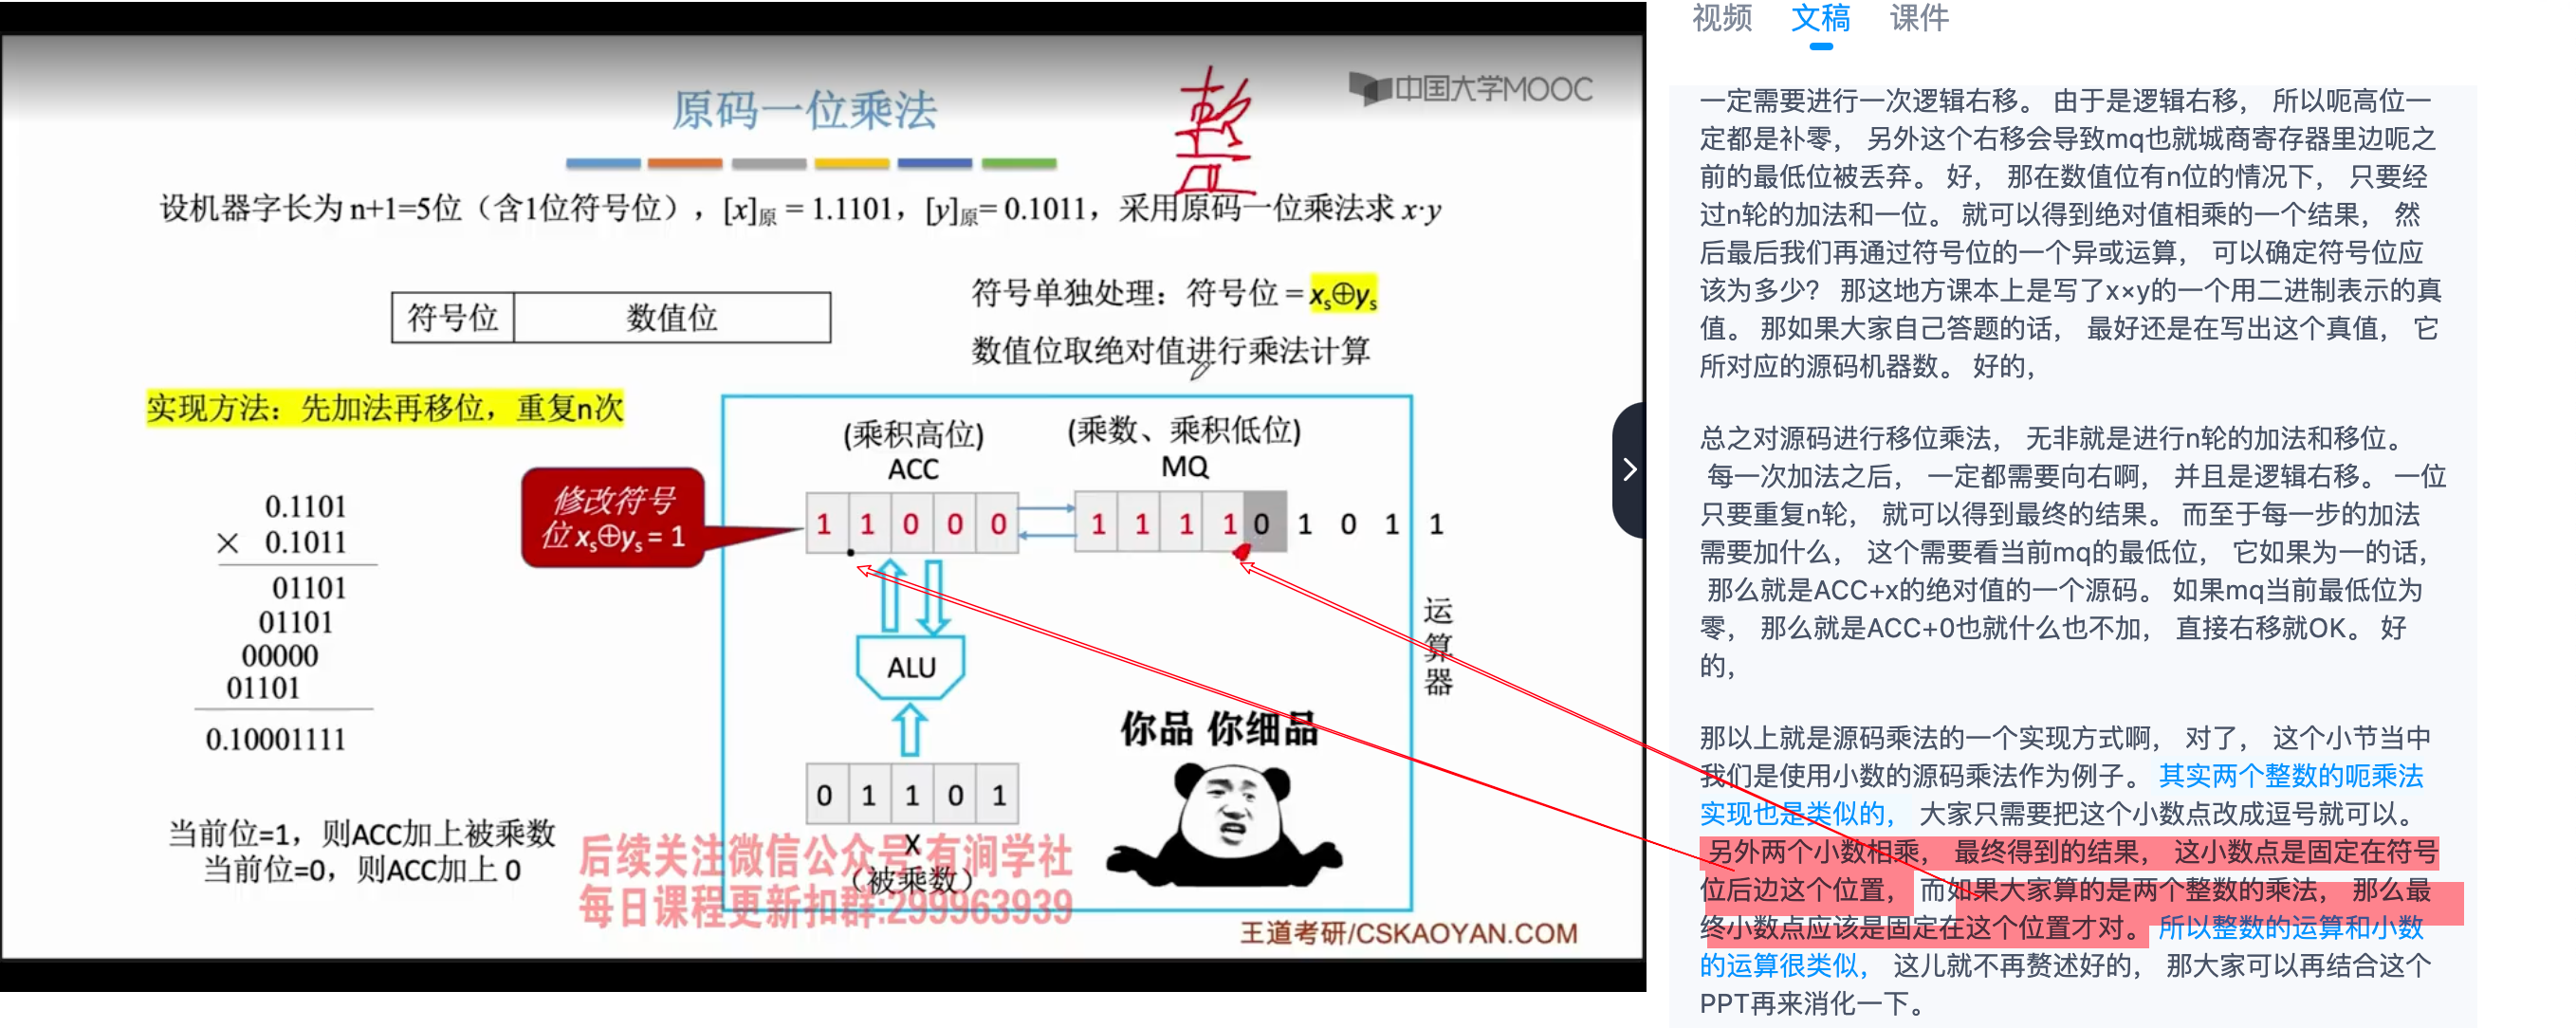 原码一位乘法
整
中国大学MOOC
设机器字长为 n+1=5位（含1位符号位），[x]原 = 1.1101，[y]原= 0.1011，采用原码一位乘法求 x·y
符号位 数值位
符号单独处理：符号位 = xs⊕ys
数值位取绝对值进行乘法计算
实现方法：先加法再移位，重复n次
0.1101
× 0.1011
01101
01101
00000
01101
0.10001111
当前位=1，则ACC加上被乘数
当前位=0，则ACC加上 0
修改符号
位 xs⊕ys = 1
(乘积高位)
ACC
(乘数、乘积低位)
MQ
1 1 0 0 0
1 1 1 1 0 1 0 1 1
ALU
0 1 1 0 1
X
（被乘数）
运
算
器
你品 你细品
后续关注微信公众号:有涧学社
每日课程更新扣群:299963939
王道考研/CSKAOYAN.COM
视频 文稿 课件
一定需要进行一次逻辑右移。 由于是逻辑右移， 所以呃高位一
定都是补零， 另外这个右移会导致mq也就城商寄存器里边呃之
前的最低位被丢弃。 好， 那在数值位有n位的情况下， 只要经
过n轮的加法和一位。 就可以得到绝对值相乘的一个结果， 然
后最后我们再通过符号位的一个异或运算， 可以确定符号位应
该为多少? 那这地方课本上是写了x×y的一个用二进制表示的真
值。 那如果大家自己答题的话， 最好还是在写出这个真值， 它
所对应的源码机器数。 好的，
总之对源码进行移位乘法， 无非就是进行n轮的加法和移位。
每一次加法之后， 一定都需要向右啊， 并且是逻辑右移。 一位
只要重复n轮， 就可以得到最终的结果。 而至于每一步的加法
需要加什么， 这个需要看当前mq的最低位， 它如果为一的话，
那么就是ACC+x的绝对值的一个源码。 如果mq当前最低位为
零， 那么就是ACC+0也就什么也不加， 直接右移就OK。 好
的，
那以上就是源码乘法的一个实现方式啊， 对了， 这个小节当中
我们是使用小数的源码乘法作为例子。 其实两个整数的呃乘法
实现也是类似的， 大家只需要把这个小数点改成逗号就可以。
另外两个小数相乘， 最终得到的结果， 这小数点是固定在符号
位后边这个位置， 而如果大家算的是两个整数的乘法， 那么最
终小数点应该是固定在这个位置才对。 所以整数的运算和小数
的运算很类似， 这儿就不再赘述好的， 那大家可以再结合这个
PPT再来消化一下。